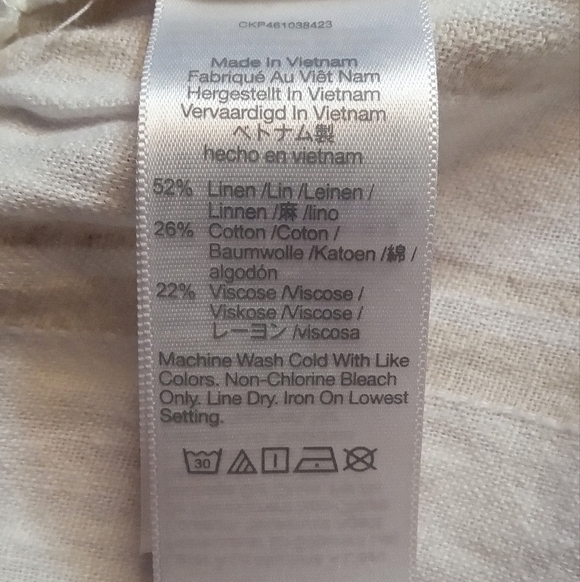 CKP461038423
Made In Vietnam
Fabriqué Au Viêt Nam
Hergestellt In Vietnam
Vervaardigd In Vietnam
ベトナム製
hecho en vietnam
52% Linen /Lin /Leinen /
Linnen /麻 /lino
26% Cotton /Coton /
Baumwolle /Katoen /綿 /
algodón
22% Viscose /Viscose /
Viskose /Viscose /
レーヨン /viscosa
Machine Wash Cold With Like
Colors. Non-Chlorine Bleach
Only. Line Dry. Iron On Lowest
Setting.
30